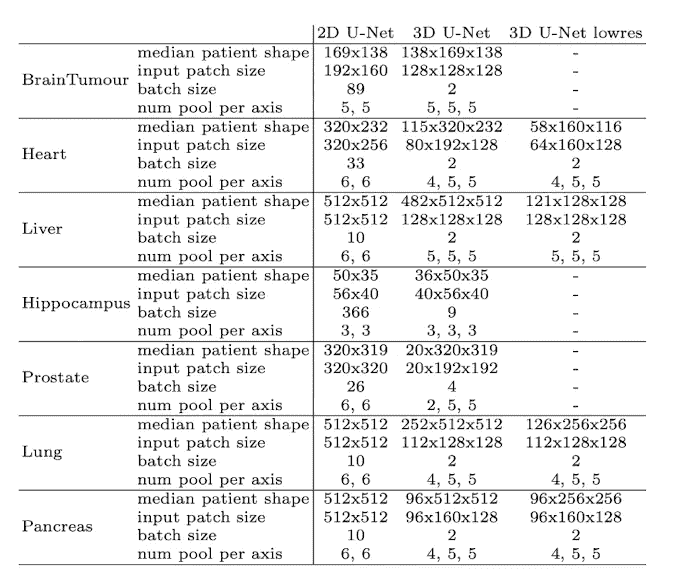 2D U-Net 3D U-Net 3D U-Net lowres
BrainTumour
median patient shape 169x138 138x169x138 -
input patch size 192x160 128x128x128 -
batch size 89 2 -
num pool per axis 5, 5 5, 5, 5 -
Heart
median patient shape 320x232 115x320x232 58x160x116
input patch size 320x256 80x192x128 64x160x128
batch size 33 2 2
num pool per axis 6, 6 4, 5, 5 4, 5, 5
Liver
median patient shape 512x512 482x512x512 121x128x128
input patch size 512x512 128x128x128 128x128x128
batch size 10 2 2
num pool per axis 6, 6 5, 5, 5 5, 5, 5
Hippocampus
median patient shape 50x35 36x50x35 -
input patch size 56x40 40x56x40 -
batch size 366 9 -
num pool per axis 3, 3 3, 3, 3 -
Prostate
median patient shape 320x319 20x320x319 -
input patch size 320x320 20x192x192 -
batch size 26 4 -
num pool per axis 6, 6 2, 5, 5 -
Lung
median patient shape 512x512 252x512x512 126x256x256
input patch size 512x512 112x128x128 112x128x128
batch size 10 2 2
num pool per axis 6, 6 4, 5, 5 4, 5, 5
Pancreas
median patient shape 512x512 96x512x512 96x256x256
input patch size 512x512 96x160x128 96x160x128
batch size 10 2 2
num pool per axis 6, 6 4, 5, 5 4, 5, 5